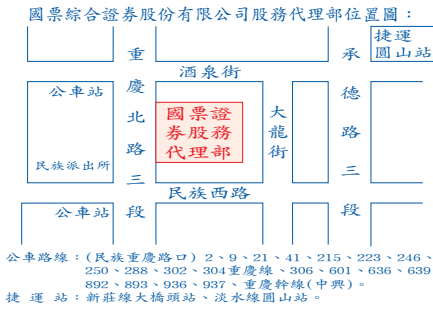 國票綜合證券股份有限公司股務代理部位置圖：
捷運
圓山站
重慶北路三段
承德路三段
酒泉街
公車站
國票證
券股務
代理部
大龍街
民族派出所
民族西路
公車站
公車路線：(民族重慶路口) 2、9、21、41、215、223、246、
250、288、302、304重慶線、306、601、636、639
892、893、936、937、重慶幹線(中興)。
捷 運 站：新莊線大橋頭站、淡水線圓山站。